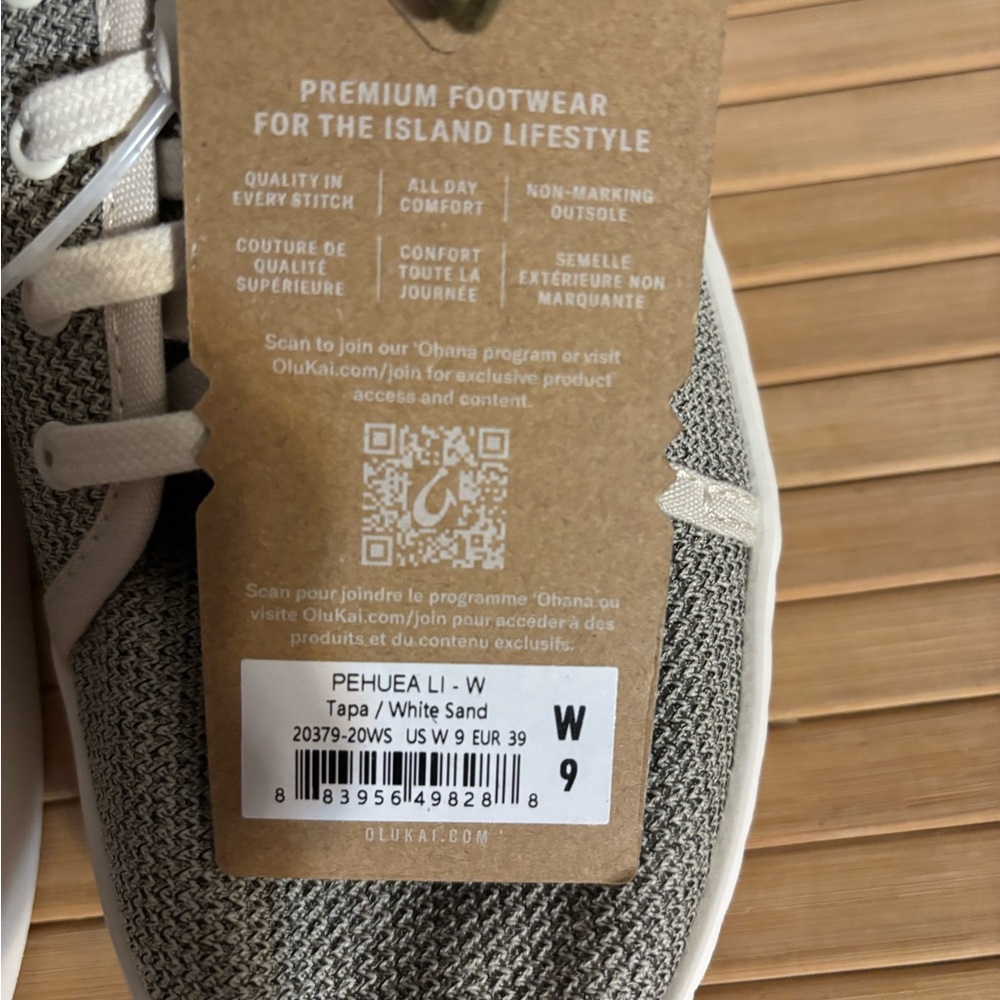 PREMIUM FOOTWEAR
FOR THE ISLAND LIFESTYLE
QUALITY IN
EVERY STITCH
ALL DAY
COMFORT
NON-MARKING
OUTSOLE
COUTURE DE
QUALITÉ
SUPÉRIEURE
CONFORT
TOUTE LA
JOURNÉE
SEMELLE
EXTÉRIEURE NON
MARQUANTE
Scan to join our 'Ohana program or visit
OluKai.com/join for exclusive product
access and content.
Scan pour joindre le programme 'Ohana ou
visite OluKai.com/join pour accéder à des
produits et du contenu exclusifs.
PEHUEA LI - W
Tapa / White Sand
20379-20WS US W 9 EUR 39
W
9
8 83956 49828 8
OLUKAI.COM